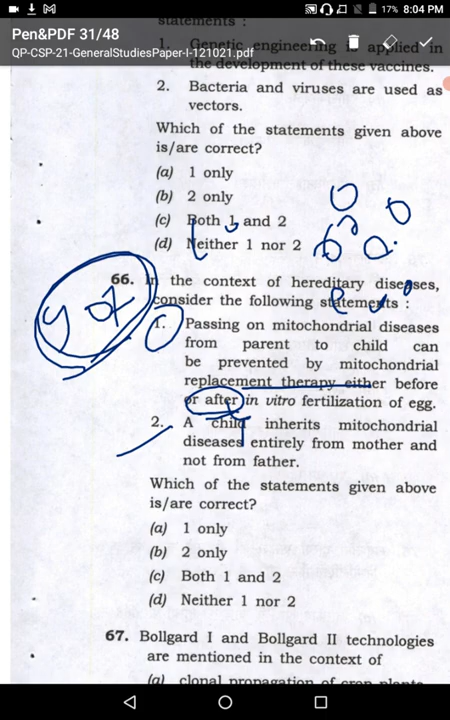 17% 8:04 PM
Pen&PDF 31/48
QP-CSP-21-GeneralStudiesPaper-I-121021.pdf
statements :
1. Genetic engineering is applied in
the development of these vaccines.
2. Bacteria and viruses are used as
vectors.
Which of the statements given above
is/are correct?
(a) 1 only
(b) 2 only
(c) Both 1 and 2
(d) Neither 1 nor 2
66. In the context of hereditary diseases,
consider the following statements :
1. Passing on mitochondrial diseases
from parent to child can
be prevented by mitochondrial
replacement therapy either before
or after in vitro fertilization of egg.
2. A child inherits mitochondrial
diseases entirely from mother and
not from father.
Which of the statements given above
is/are correct?
(a) 1 only
(b) 2 only
(c) Both 1 and 2
(d) Neither 1 nor 2
67. Bollgard I and Bollgard II technologies
are mentioned in the context of
(a) clonal propagation of crop plants